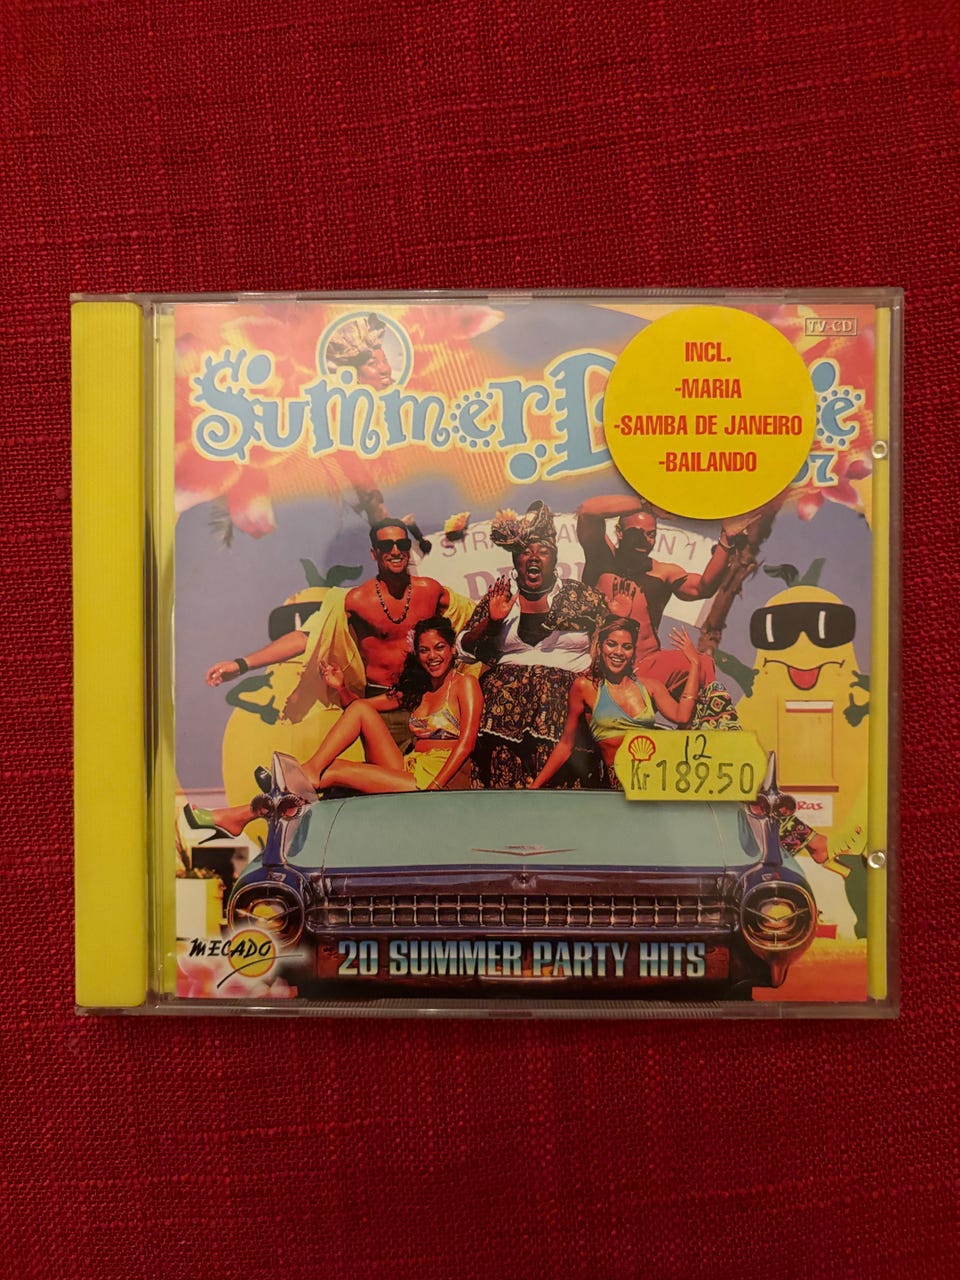 TV-CD
Summer
INCL.
-MARIA
-SAMBA DE JANEIRO
-BAILANDO
12
Kr 189.50
MECADO
20 SUMMER PARTY HITS